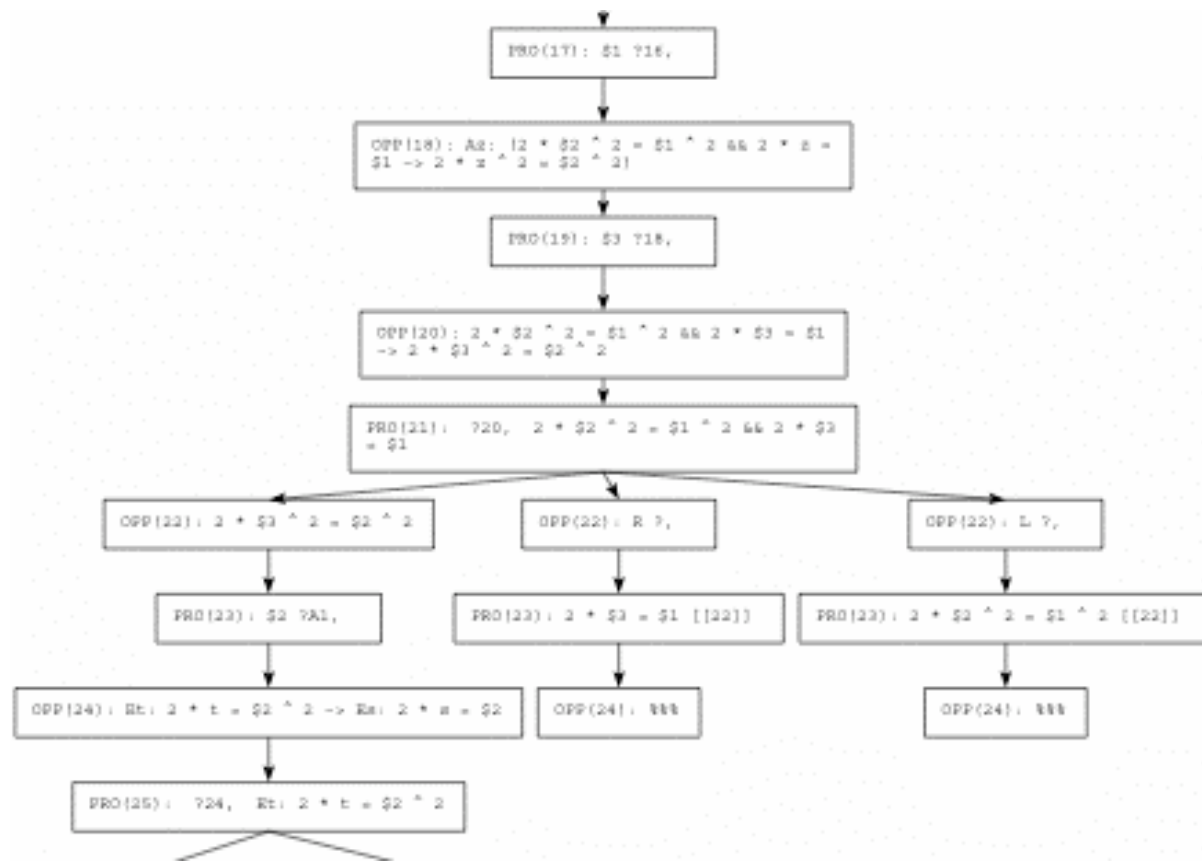 PRO(17): $1 ?16,
OPP(18): Az: (2 * $2 ^ 2 = $1 ^ 2 && 2 * z =
$1 -> 2 * z ^ 2 = $2 ^ 2)
PRO(19): $3 ?18,
OPP(20): 2 * $2 ^ 2 = $1 ^ 2 && 2 * $3 = $1
-> 2 * $3 ^ 2 = $2 ^ 2
PRO(21): ?20, 2 * $2 ^ 2 = $1 ^ 2 && 2 * $3
= $1
OPP(22): 2 * $3 ^ 2 = $2 ^ 2
OPP(22): R ?,
OPP(22): L ?,
PRO(23): $2 ?A1,
PRO(23): 2 * $3 = $1 [[22]]
PRO(23): 2 * $2 ^ 2 = $1 ^ 2 [[22]]
OPP(24): Et: 2 * t = $2 ^ 2 -> Es: 2 * s = $2
OPP(24): %%%
OPP(24): %%%
PRO(25): ?24, Et: 2 * t = $2 ^ 2